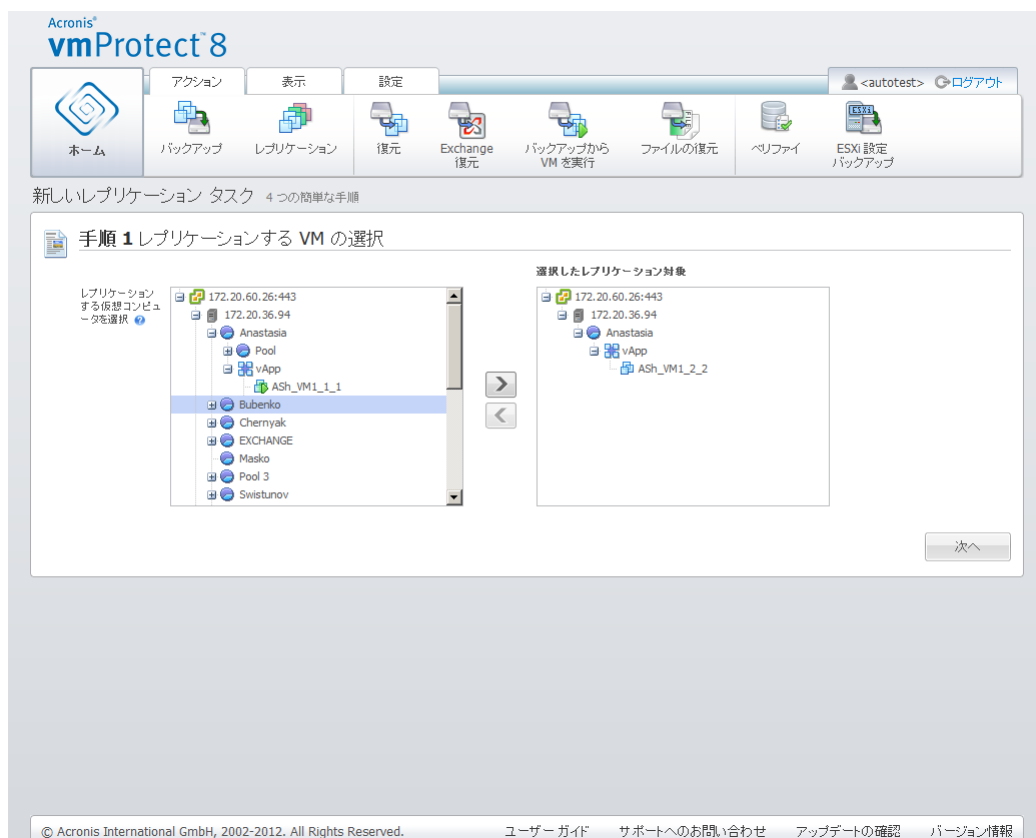 Acronis®
vmProtect™ 8
アクション
表示
設定
<autotest>
ログアウト
ホーム
バックアップ
レプリケーション
復元
Exchange
復元
バックアップから
VM を実行
ファイルの復元
ベリファイ
ESXi
ESXi 設定
バックアップ
新しいレプリケーション タスク 4 つの簡単な手順
手順 1 レプリケーションする VM の選択
選択したレプリケーション対象
レプリケーション
する仮想コンピュ
ータを選択
172.20.60.26:443
172.20.36.94
Anastasia
Pool
vApp
ASh_VM1_1_1
Bubenko
Chernyak
EXCHANGE
Masko
Pool 3
Swistunov
172.20.60.26:443
172.20.36.94
Anastasia
vApp
ASh_VM1_2_2
次へ
© Acronis International GmbH, 2002-2012. All Rights Reserved.
ユーザー ガイド
サポートへのお問い合わせ
アップデートの確認
バージョン情報